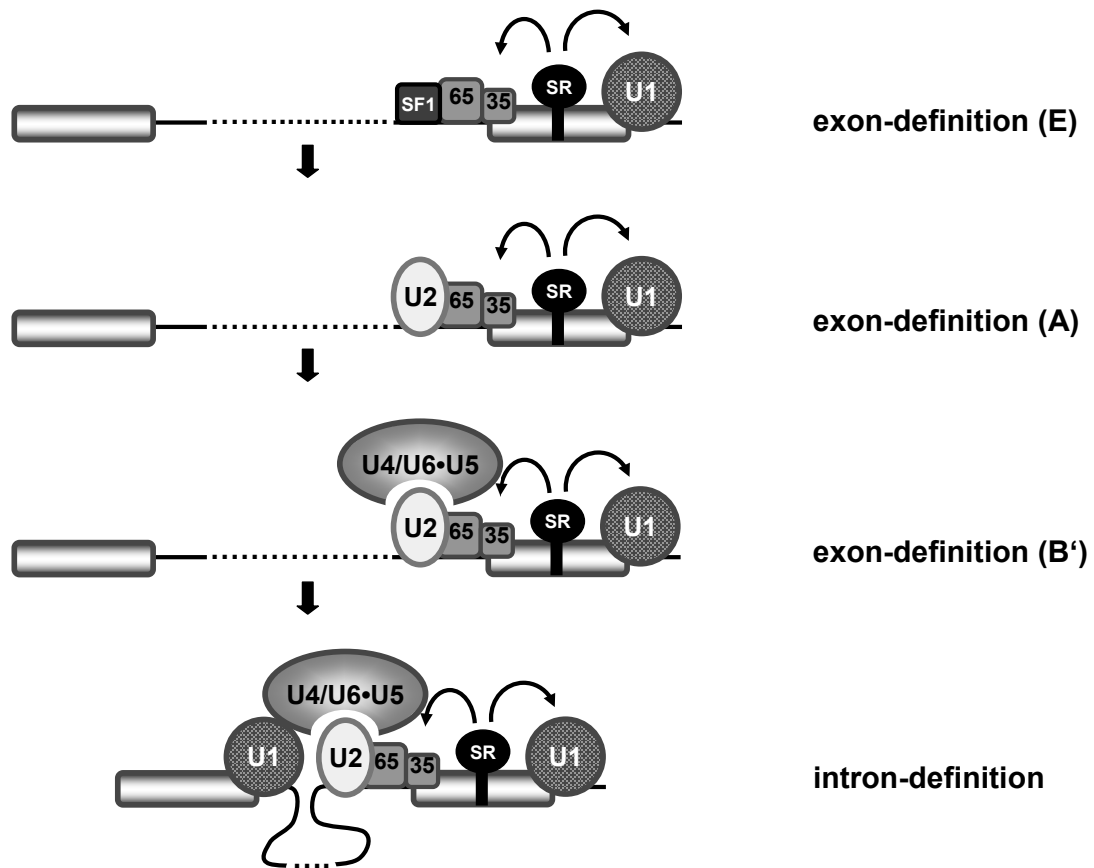 SF1 65 35 SR U1
exon-definition (E)
U2 65 35 SR U1
exon-definition (A)
U4/U6•U5
U2 65 35 SR U1
exon-definition (B‘)
U4/U6•U5
U1 U2 65 35 SR U1
intron-definition